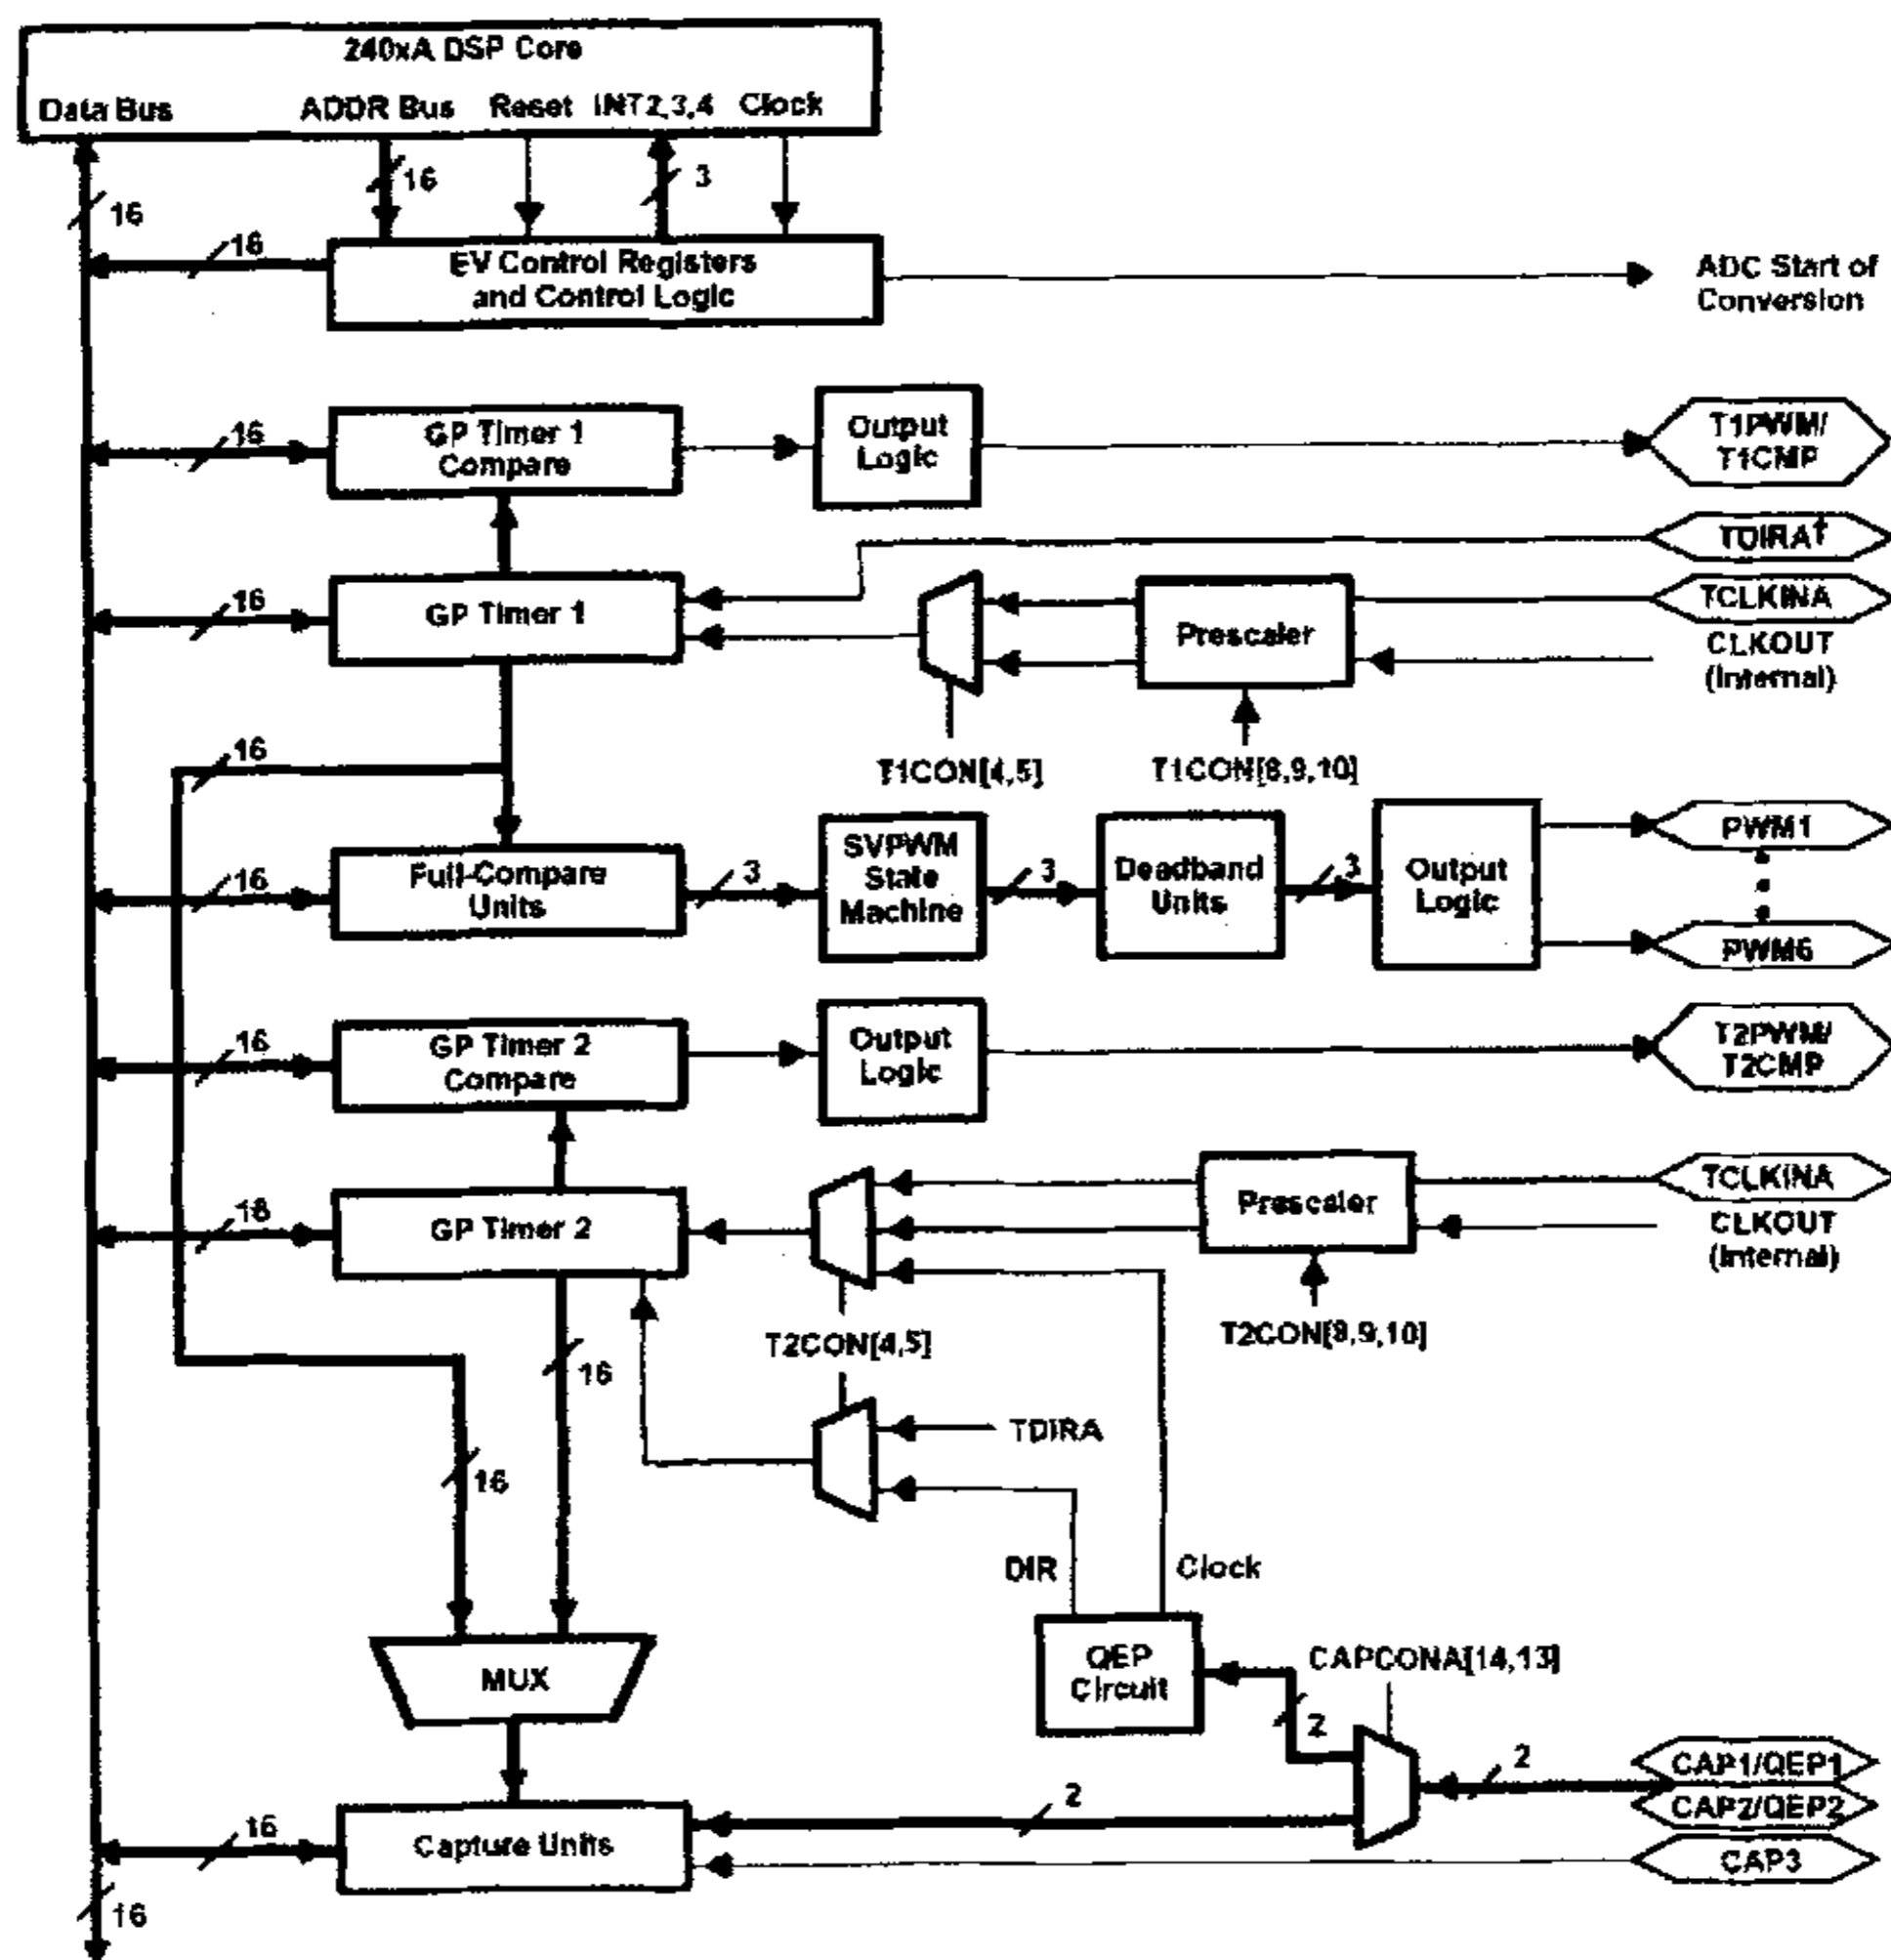 240xA DSP Core
Data Bus
ADDR Bus
Reset
INT2,3,4
Clock
16
16
3
16
EV Control Registers
and Control Logic
ADC Start of
Conversion
16
GP Timer 1
Compare
Output
Logic
T1PWM/
T1CMP
TDIRA†
16
GP Timer 1
Prescaler
TCLKINA
CLKOUT
(Internal)
16
T1CON[4,5]
T1CON[8,9,10]
16
Full-Compare
Units
3
SVPWM
State
Machine
3
Deadband
Units
3
Output
Logic
PWM1
PWM6
16
GP Timer 2
Compare
Output
Logic
T2PWM/
T2CMP
16
GP Timer 2
Prescaler
TCLKINA
CLKOUT
(Internal)
T2CON[4,5]
T2CON[8,9,10]
16
TDIRA
16
DIR
Clock
MUX
QEP
Circuit
CAPCONA[14,13]
2
2
CAP1/QEP1
CAP2/QEP2
2
16
Capture Units
CAP3
16